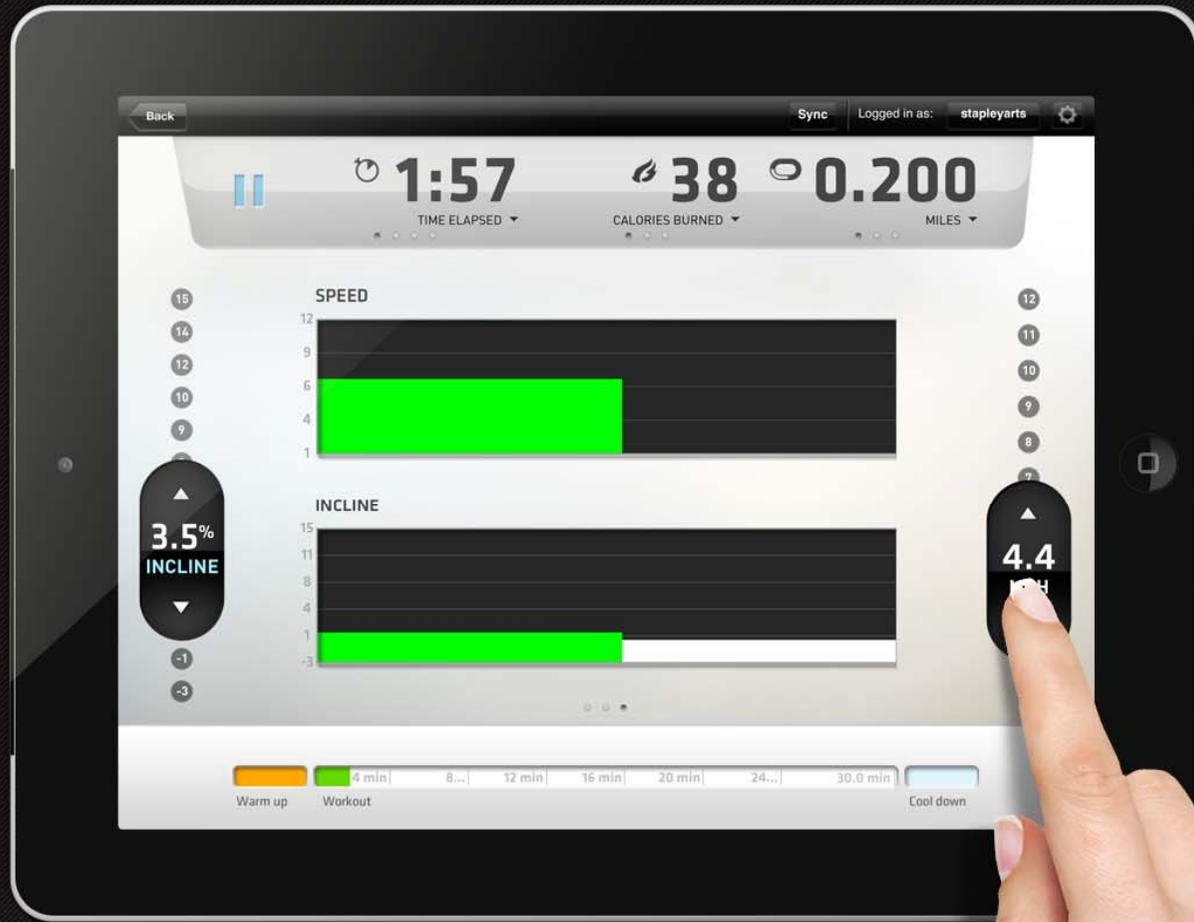 Back
Sync
Logged in as:
stapleyarts
1:57
TIME ELAPSED
38
CALORIES BURNED
0.200
MILES
15
14
12
10
9
3.5%
INCLINE
-1
-3
SPEED
12
9
6
4
1
INCLINE
15
11
8
4
1
-3
12
11
10
9
8
7
4.4
4 min
8...
12 min
16 min
20 min
24...
30.0 min
Warm up
Workout
Cool down